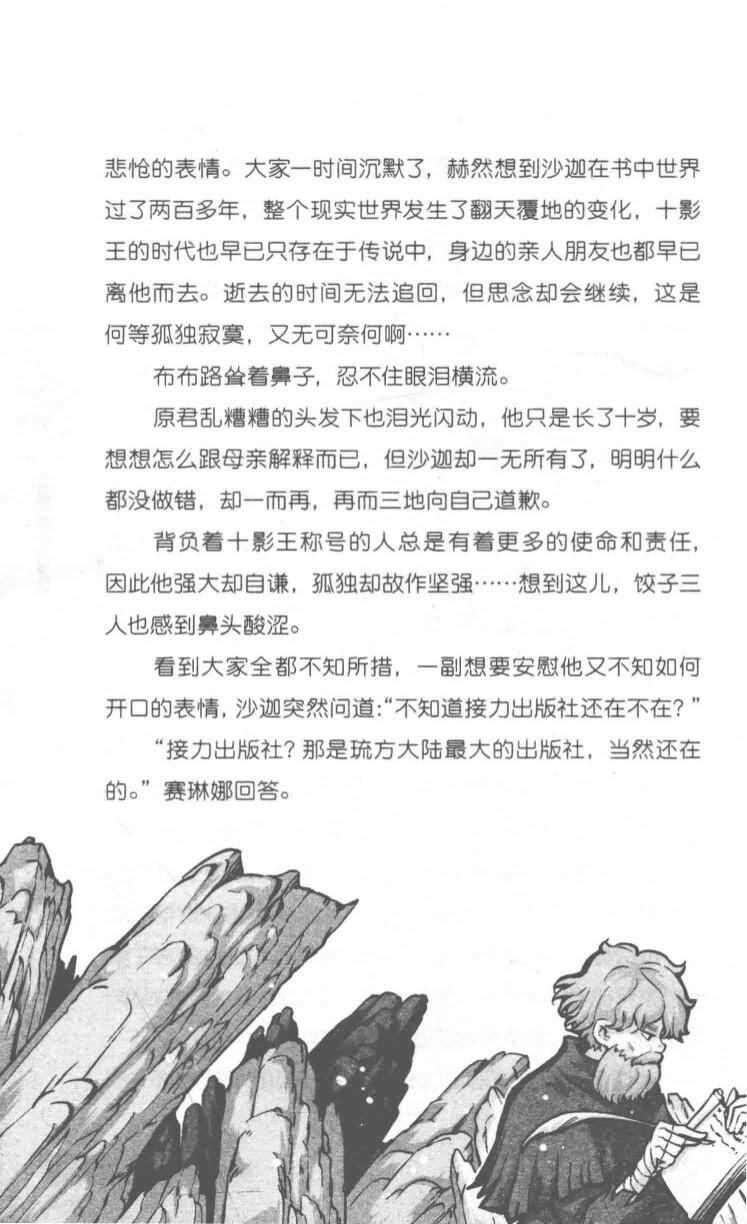 悲怆的表情。大家一时间沉默了，赫然想到沙迦在书中世界
过了两百多年，整个现实世界发生了翻天覆地的变化，十影
王的时代也早已只存在于传说中，身边的亲人朋友也都早已
离他而去。逝去的时间无法追回，但思念却会继续，这是
何等孤独寂寞，又无可奈何啊……
布布路耸着鼻子，忍不住眼泪横流。
原君乱糟糟的头发下也泪光闪动，他只是长了十岁，要
想想怎么跟母亲解释而已，但沙迦却一无所有了，明明什么
都没做错，却一而再，再而三地向自己道歉。
背负着十影王称号的人总是有着更多的使命和责任，
因此他强大却自谦，孤独却故作坚强……想到这儿，饺子三
人也感到鼻头酸涩。
看到大家全都不知所措，一副想要安慰他又不知如何
开口的表情，沙迦突然问道:“不知道接力出版社还在不在？”
“接力出版社？那是琉方大陆最大的出版社，当然还在
的。”赛琳娜回答。